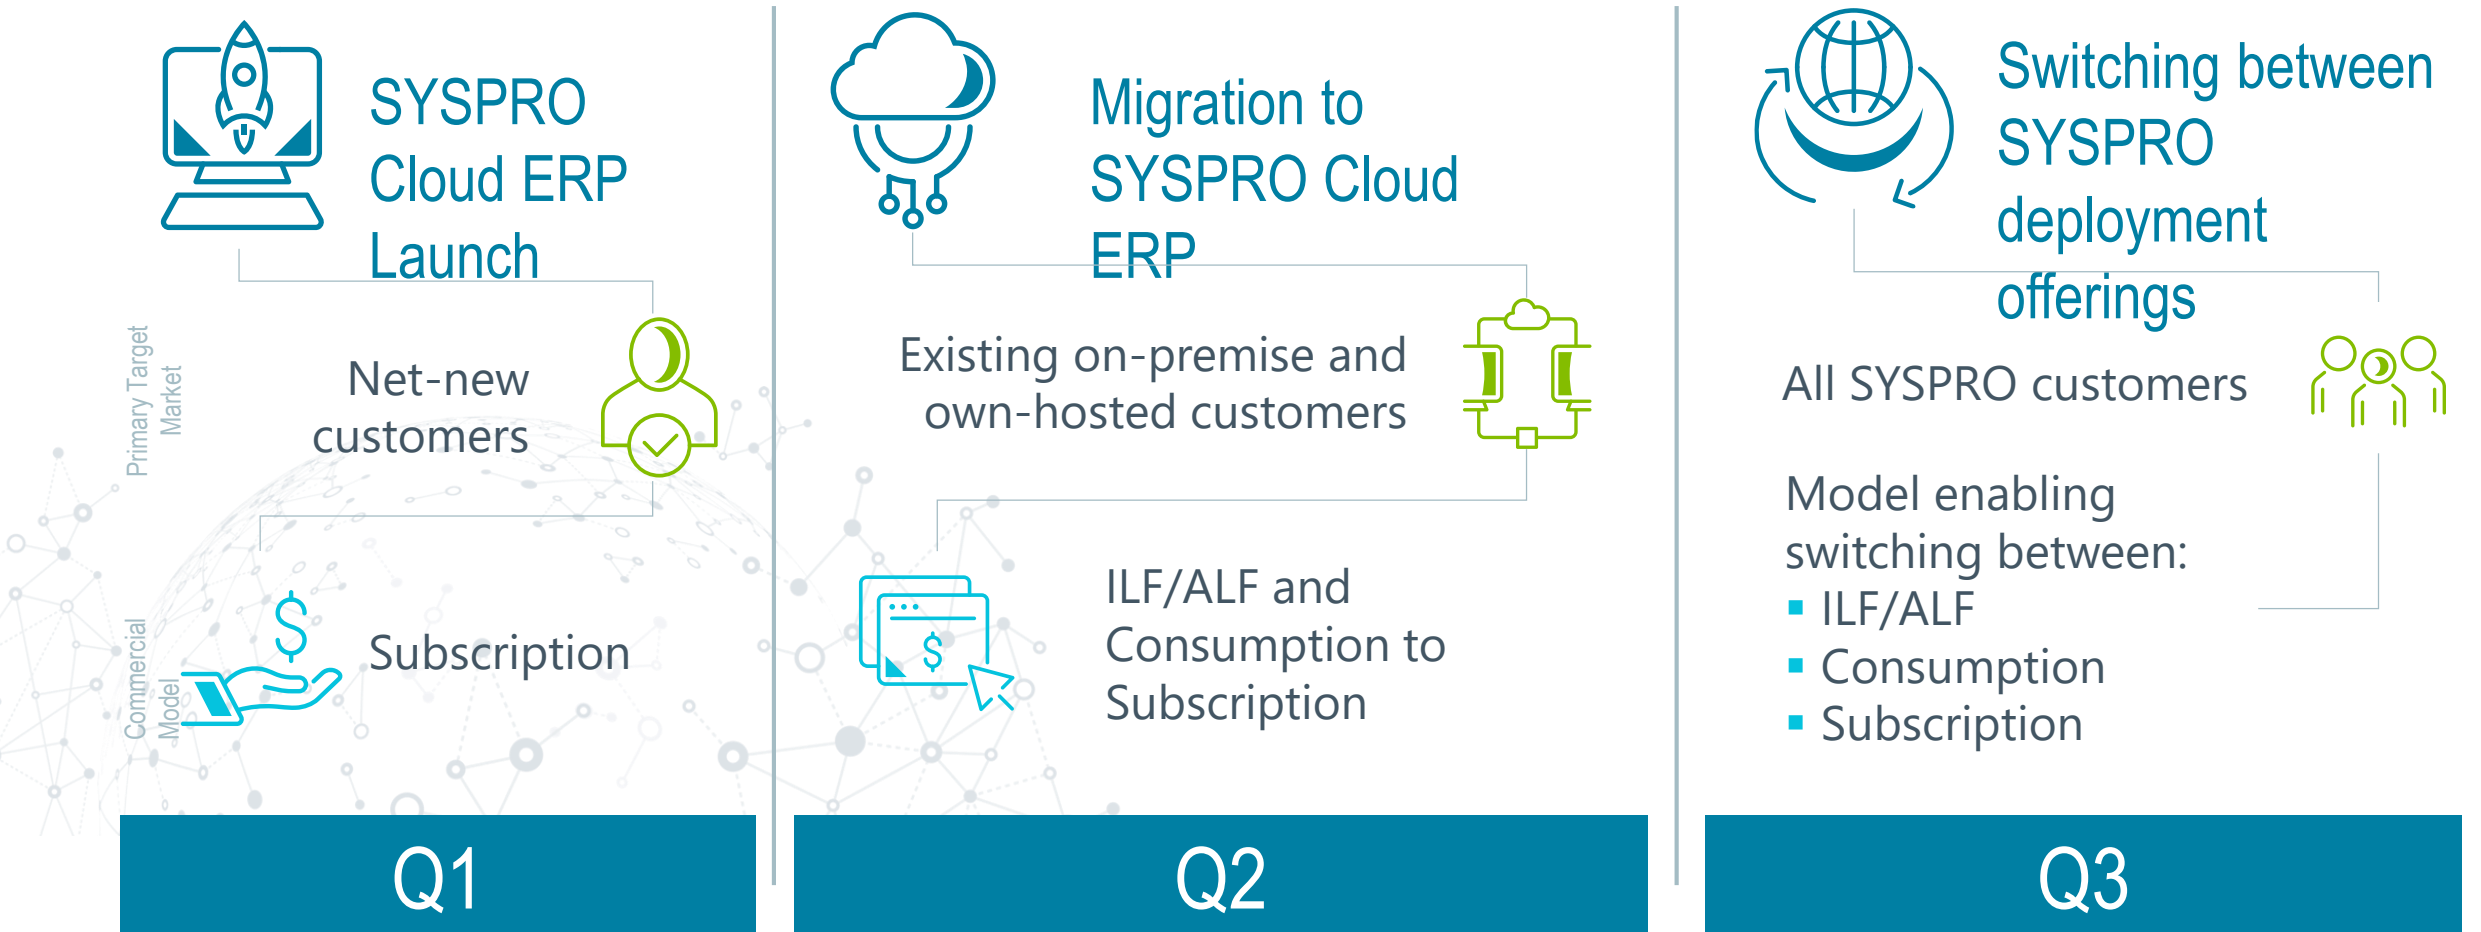 SYSPRO
Cloud ERP
Launch
Primary Target
Market
Net-new
customers
Commercial
Model
$
Subscription
Q1
Migration to
SYSPRO Cloud
ERP
Existing on-premise and
own-hosted customers
$
ILF/ALF and
Consumption to
Subscription
Q2
Switching between
SYSPRO
deployment
offerings
All SYSPRO customers
Model enabling
switching between:
▪ ILF/ALF
▪ Consumption
▪ Subscription
Q3